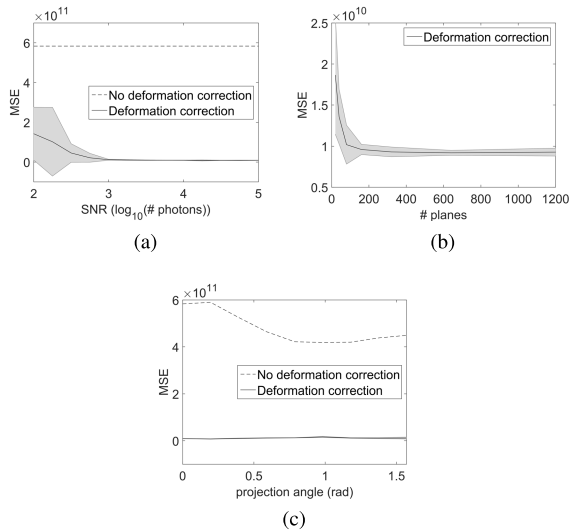 ×10^11
6
4
2
0
MSE
No deformation correction
Deformation correction
2 3 4 5
SNR (log_10(# photons))
(a)
×10^10
2.5
2
1.5
1
0.5
MSE
Deformation correction
0 200 400 600 800 1000 1200
# planes
(b)
×10^11
6
4
2
0
MSE
No deformation correction
Deformation correction
0 0.5 1 1.5
projection angle (rad)
(c)